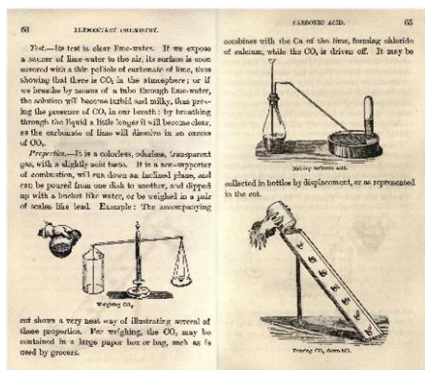 66 ELEMENTARY CHEMISTRY.
Test.—Its test is clear lime-water. If we expose
a saucer of lime-water to the air, its surface is soon
covered with a thin pellicle of carbonate of lime, thus
showing that there is CO₂ in the atmosphere; or if
we breathe by means of a tube through lime-water,
the solution will become turbid and milky, thus prov-
ing the presence of CO₂ in our breath: by breathing
through the liquid a little longer it will become clear,
as the carbonate of lime will dissolve in an excess
of CO₂.
Properties.—It is a colorless, odorless, transparent
gas, with a slightly acid taste. It is a non-supporter
of combustion, will run down an inclined plane, and
can be poured from one dish to another, and dipped
up with a bucket like water, or be weighed in a pair
of scales like lead. Example: The accompanying
Weighing CO₂.
cut shows a very neat way of illustrating several of
these properties. For weighing, the CO₂ may be
contained in a large paper box or bag, such as is
used by grocers.
CARBONIC ACID. 65
combines with the Ca of the lime, forming chloride
of calcium, while the CO₂ is driven off. It may be
Making carbonic acid.
collected in bottles by displacement, or as represented
in the cut.
Pouring CO₂ down hill.